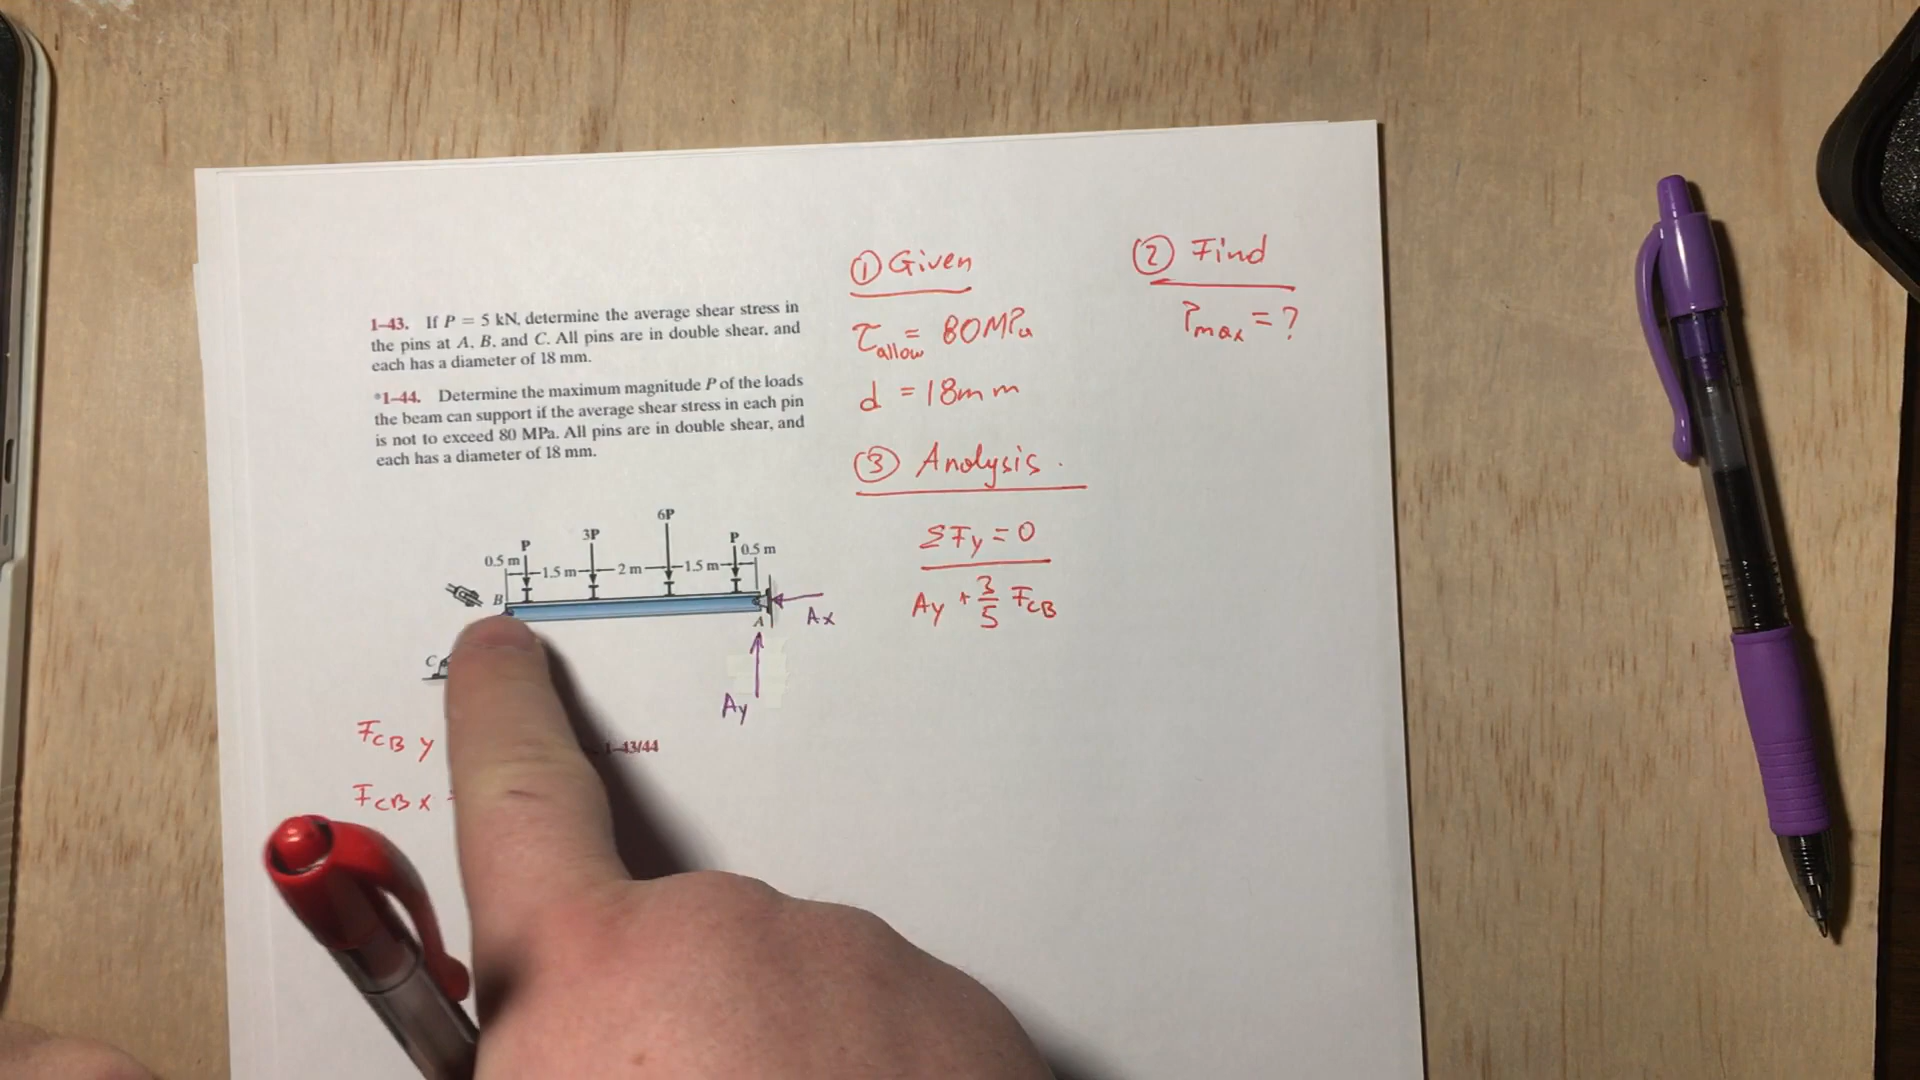 1–43. If P = 5 kN, determine the average shear stress in
the pins at A, B, and C. All pins are in double shear, and
each has a diameter of 18 mm.
*1–44. Determine the maximum magnitude P of the loads
the beam can support if the average shear stress in each pin
is not to exceed 80 MPa. All pins are in double shear, and
each has a diameter of 18 mm.
6P
3P
P
P
0.5 m
1.5 m
2 m
1.5 m
0.5 m
B
A
Ax
C
Ay
1–43/44
FCB y
FCB x
① Given
τallow = 80MPa
d = 18mm
② Find
Pmax = ?
③ Analysis.
ΣFy = 0
Ay + 3/5 FCB